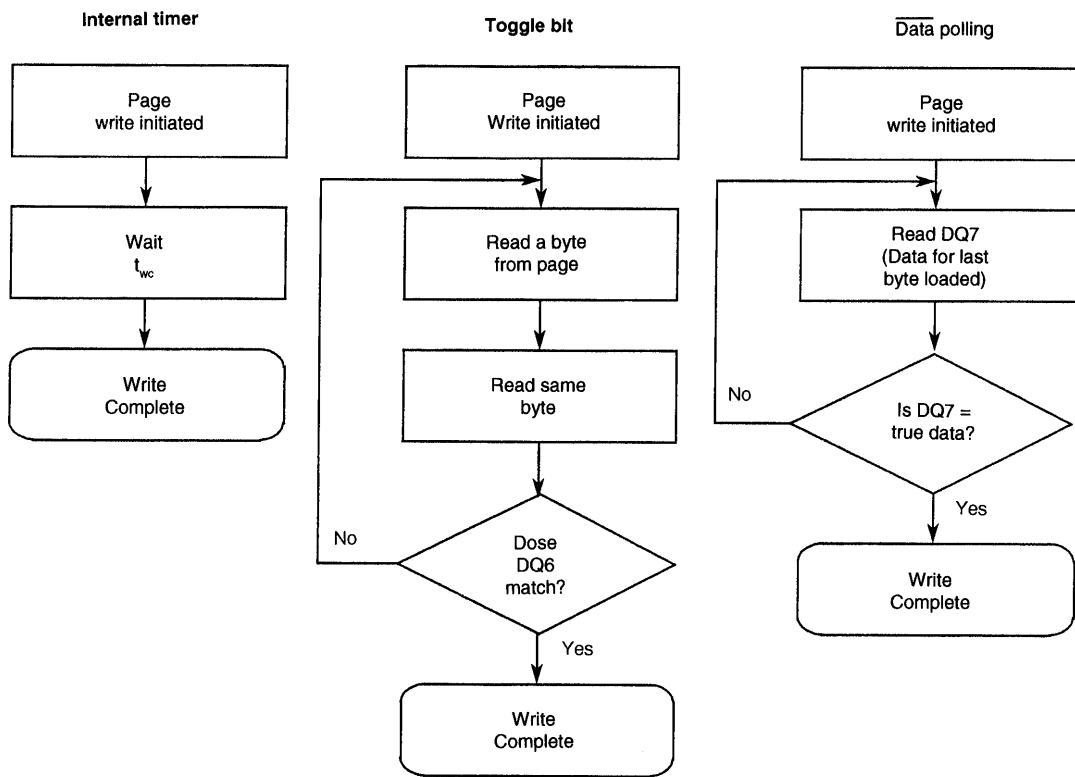 Internal timer
Page
write initiated
Wait
twc
Write
Complete
Toggle bit
Page
Write initiated
Read a byte
from page
Read same
byte
Dose
DQ6
match?
No
Yes
Write
Complete
Data polling
Page
write initiated
Read DQ7
(Data for last
byte loaded)
Is DQ7 =
true data?
No
Yes
Write
Complete